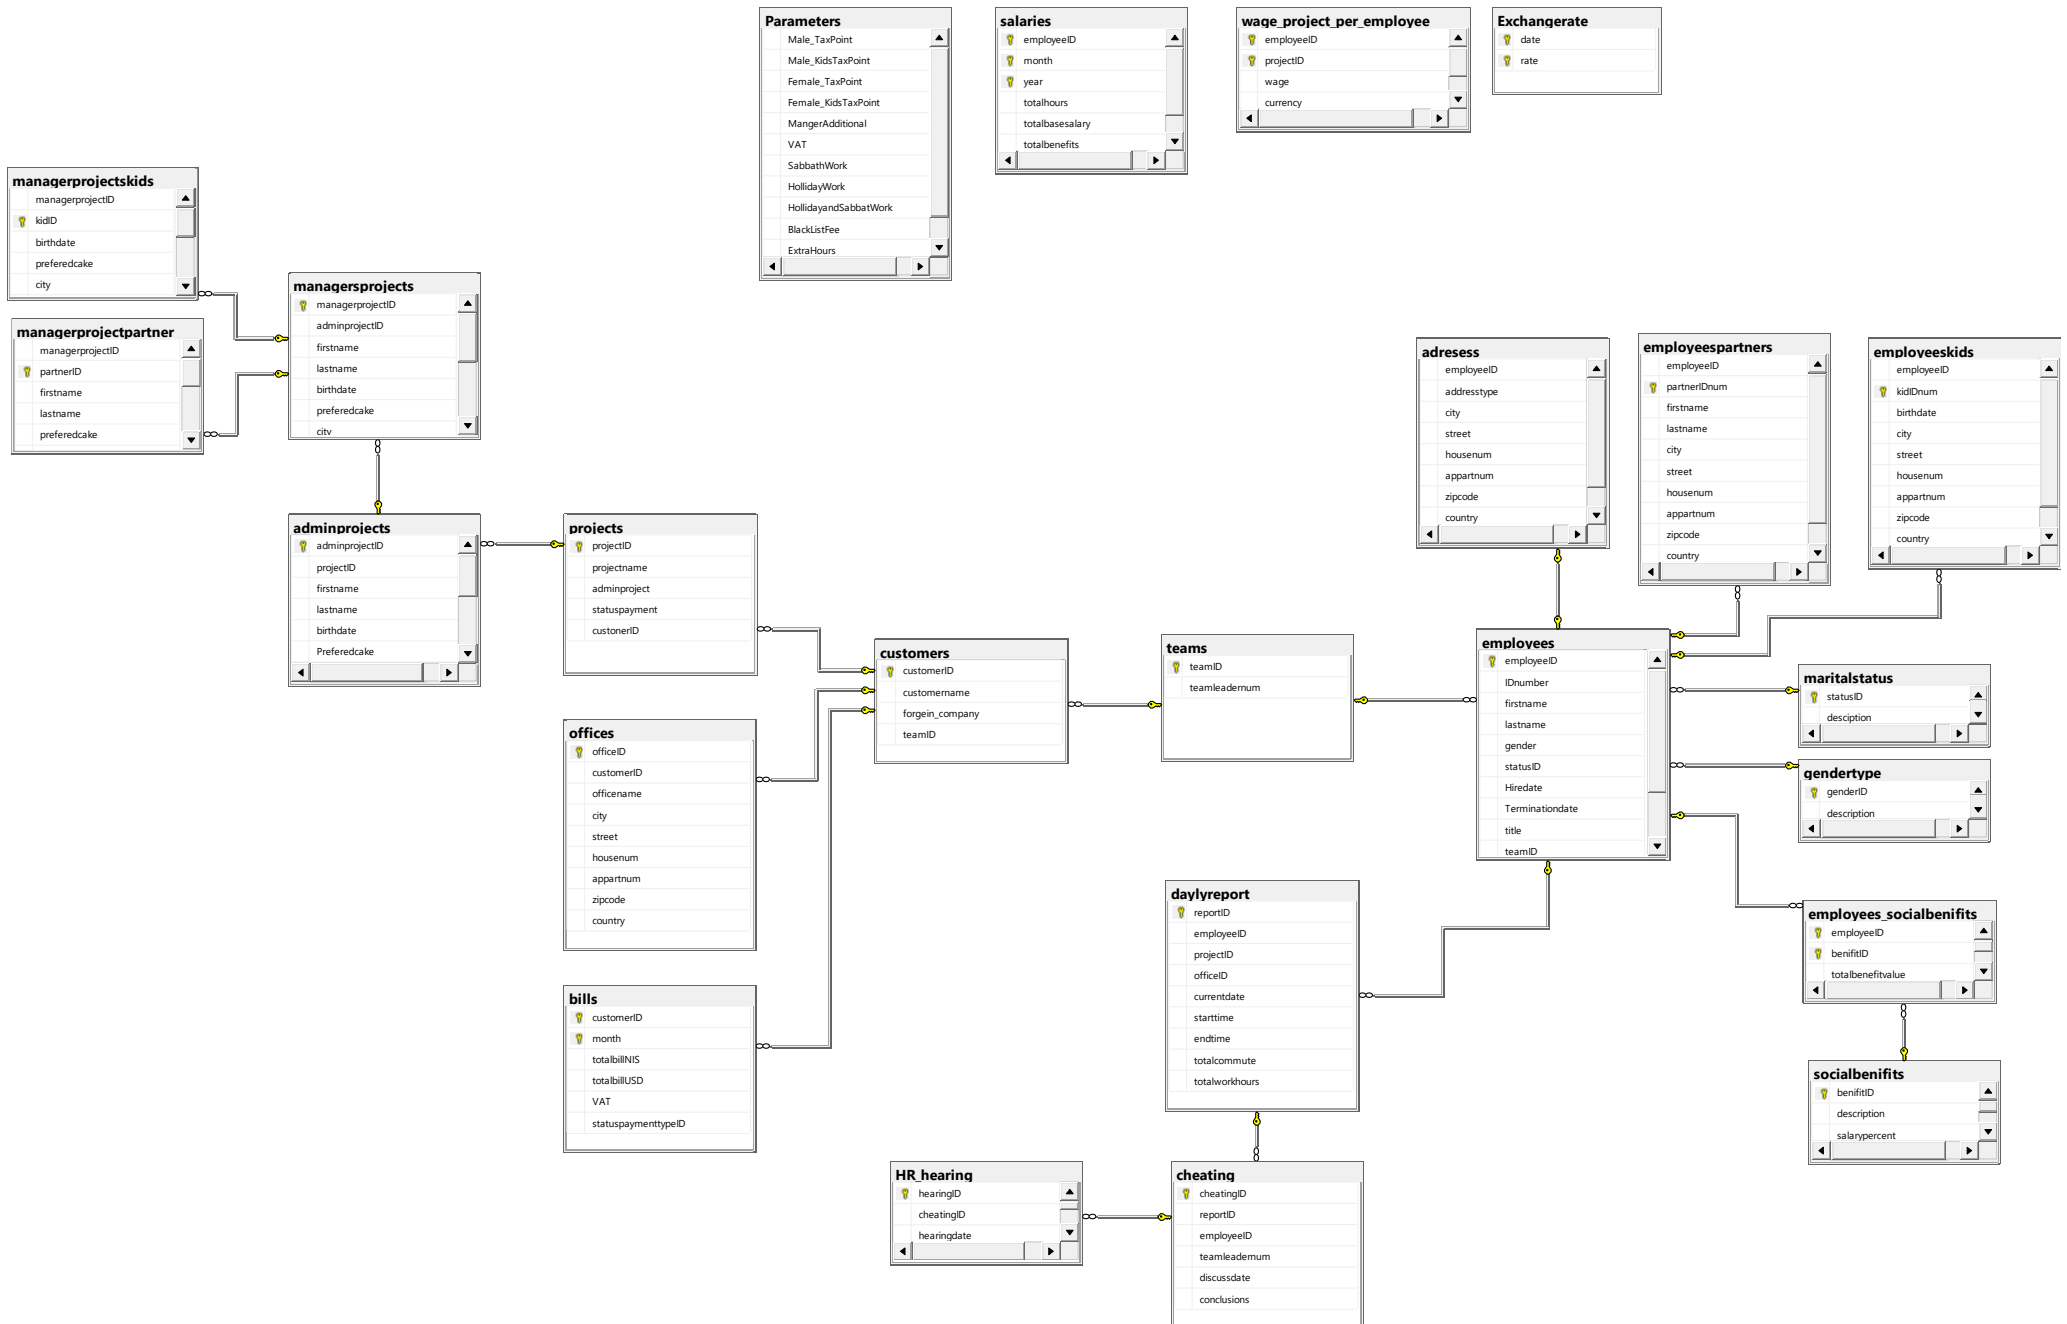 Parameters
Male_TaxPoint
Male_KidsTaxPoint
Female_TaxPoint
Female_KidsTaxPoint
MangerAdditional
VAT
SabbathWork
HollidayWork
HollidayandSabbatWork
BlackListFee
ExtraHours
salaries
employeeID
month
year
totalhours
totalbasesalary
totalbenefits
wage_project_per_employee
employeeID
projectID
wage
currency
Exchangerate
date
rate
managerprojectskids
managerprojectID
kidID
birthdate
preferedcake
city
managerprojectpartner
managerprojectID
partnerID
firstname
lastname
preferedcake
managersprojects
managerprojectID
adminprojectID
firstname
lastname
birthdate
preferedcake
city
adminprojects
adminprojectID
projectID
firstname
lastname
birthdate
Preferedcake
projects
projectID
projectname
adminproject
statuspayment
custonerID
offices
officeID
customerID
officename
city
street
housenum
appartnum
zipcode
country
bills
customerID
month
totalbillNIS
totalbillUSD
VAT
statuspaymenttypeID
customers
customerID
customername
forgein_company
teamID
teams
teamID
teamleadernum
adresess
employeeID
addresstype
city
street
housenum
appartnum
zipcode
country
employeespartners
employeeID
partnerIDnum
firstname
lastname
city
street
housenum
appartnum
zipcode
country
employeeskids
employeeID
kidIDnum
birthdate
city
street
housenum
appartnum
zipcode
country
employees
employeeID
IDnumber
firstname
lastname
gender
statusID
Hiredate
Terminationdate
title
teamID
maritalstatus
statusID
desciption
gendertype
genderID
description
employees_socialbenifits
employeeID
benifitID
totalbenefitvalue
socialbenifits
benifitID
description
salarypercent
daylyreport
reportID
employeeID
projectID
officeID
currentdate
starttime
endtime
totalcommute
totalworkhours
HR_hearing
hearingID
cheatingID
hearingdate
cheating
cheatingID
reportID
employeeID
teamleadernum
discussdate
conclusions